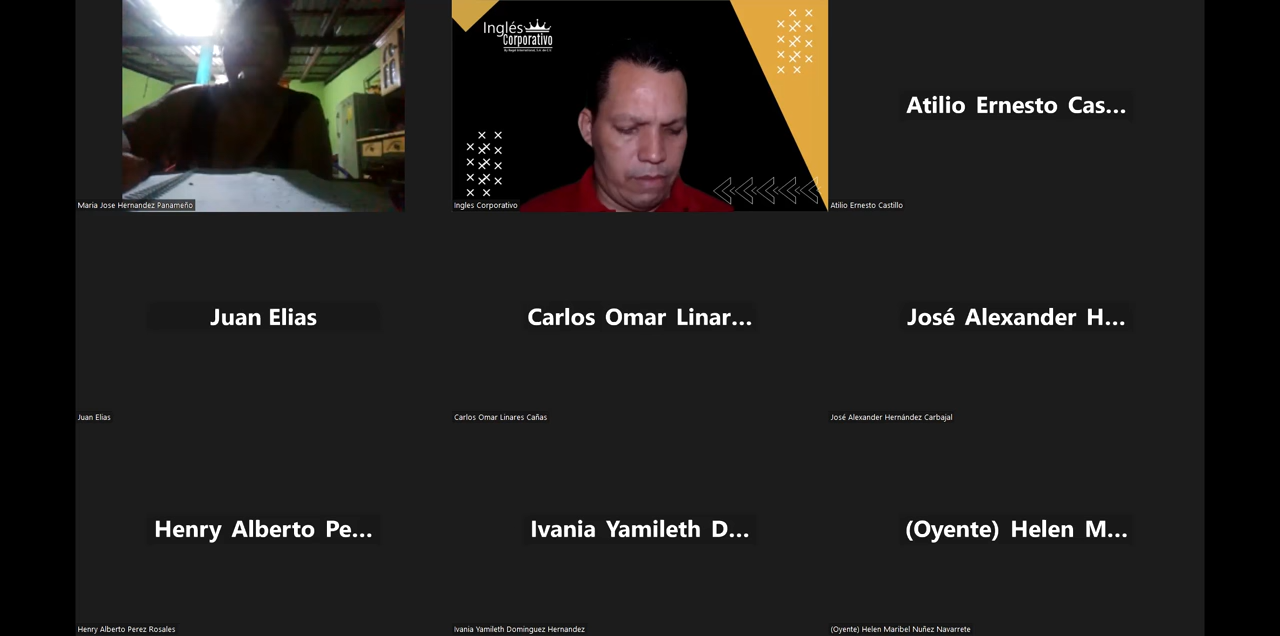 Inglés
Corporativo
Maria Jose Hernandez Panameño
Ingles Corporativo
Atilio Ernesto Cas...
Atilio Ernesto Castillo
Juan Elias
Juan Elias
Carlos Omar Linar...
Carlos Omar Linares Cañas
José Alexander H...
José Alexander Hernández Carbajal
Henry Alberto Pe...
Henry Alberto Perez Rosales
Ivania Yamileth D...
Ivania Yamileth Dominguez Hernandez
(Oyente) Helen M...
(Oyente) Helen Maribel Nuñez Navarrete